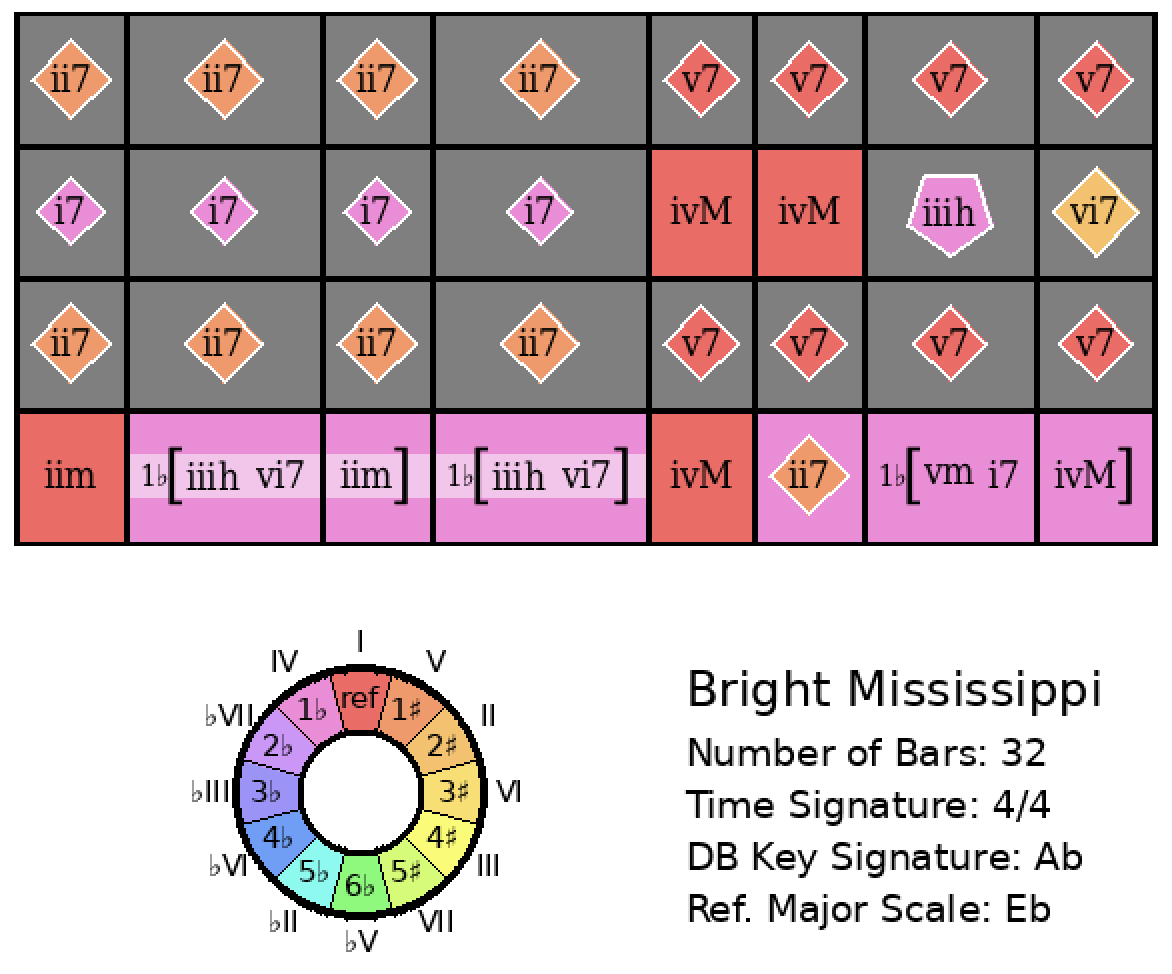 ii7 ii7 ii7 ii7 v7 v7 v7 v7
i7 i7 i7 i7 ivM ivM iiih vi7
ii7 ii7 ii7 ii7 v7 v7 v7 v7
iim 1♭[iiih vi7 iim] 1♭[iiih vi7] ivM ii7 1♭[vm i7 ivM]
I
IV V
♭VII II
♭III VI
♭VI III
♭II VII
♭V
ref
1♭ 1♯
2♭ 2♯
3♭ 3♯
4♭ 4♯
5♭ 5♯
6♭
Bright Mississippi
Number of Bars: 32
Time Signature: 4/4
DB Key Signature: Ab
Ref. Major Scale: Eb